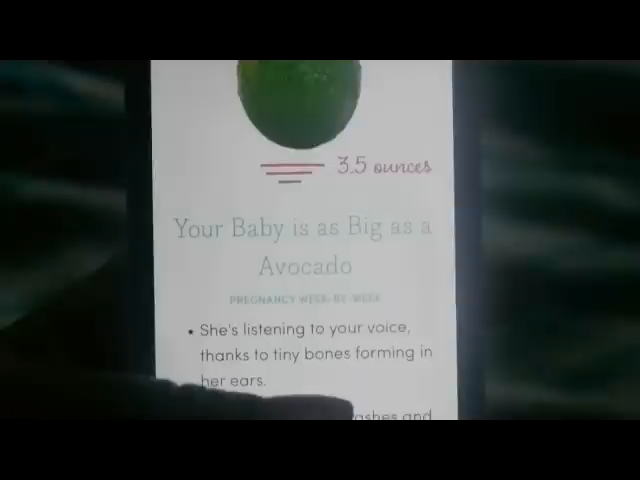 3.5 ounces
Your Baby is as Big as a
Avocado
PREGNANCY WEEK-BY-WEEK
• She's listening to your voice,
thanks to tiny bones forming in
her ears.
and